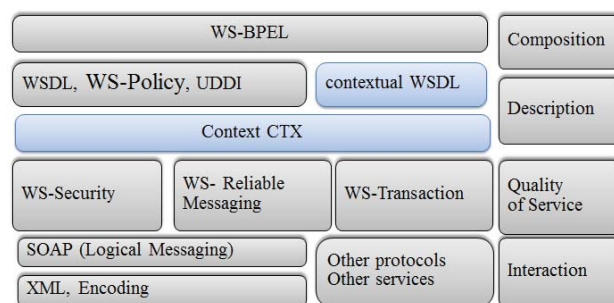 WS-BPEL
Composition
WSDL, WS-Policy, UDDI
contextual WSDL
Description
Context CTX
WS-Security
WS- Reliable
Messaging
WS-Transaction
Quality
of Service
SOAP (Logical Messaging)
XML, Encoding
Other protocols
Other services
Interaction